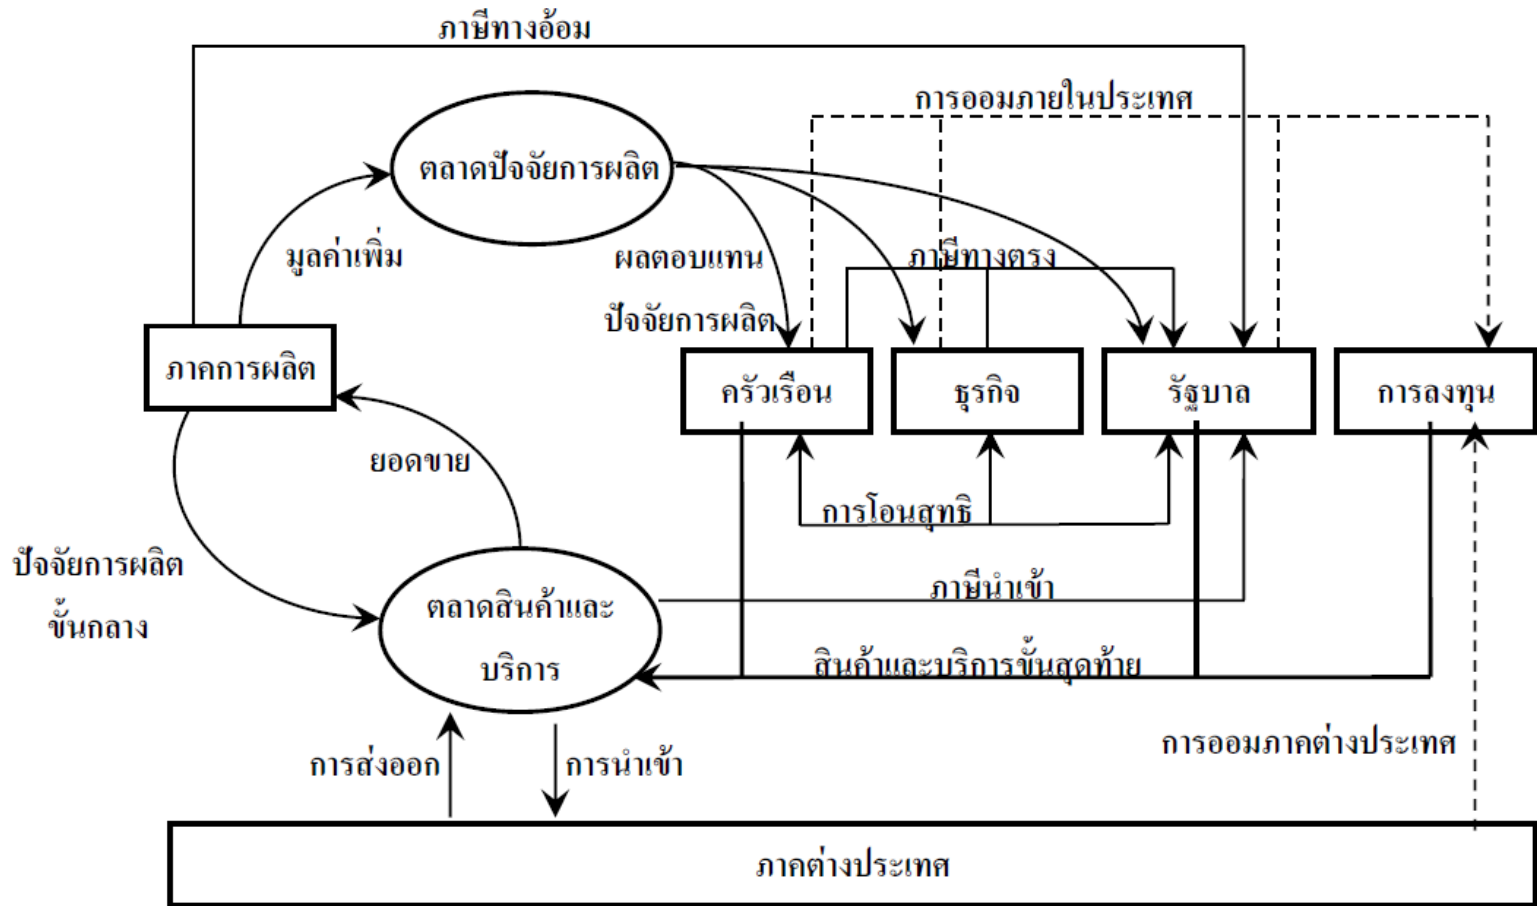 ภาษีทางอ้อม
การออมภายในประเทศ
ตลาดปัจจัยการผลิต
มูลค่าเพิ่ม
ผลตอบแทน
ปัจจัยการผลิต
ภาษีทางตรง
ภาคการผลิต
ครัวเรือน
ธุรกิจ
รัฐบาล
การลงทุน
ยอดขาย
การโอนสุทธิ
ปัจจัยการผลิต
ขั้นกลาง
ภาษีนำเข้า
ตลาดสินค้าและ
บริการ
สินค้าและบริการขั้นสุดท้าย
การส่งออก
การนำเข้า
การออมภาคต่างประเทศ
ภาคต่างประเทศ